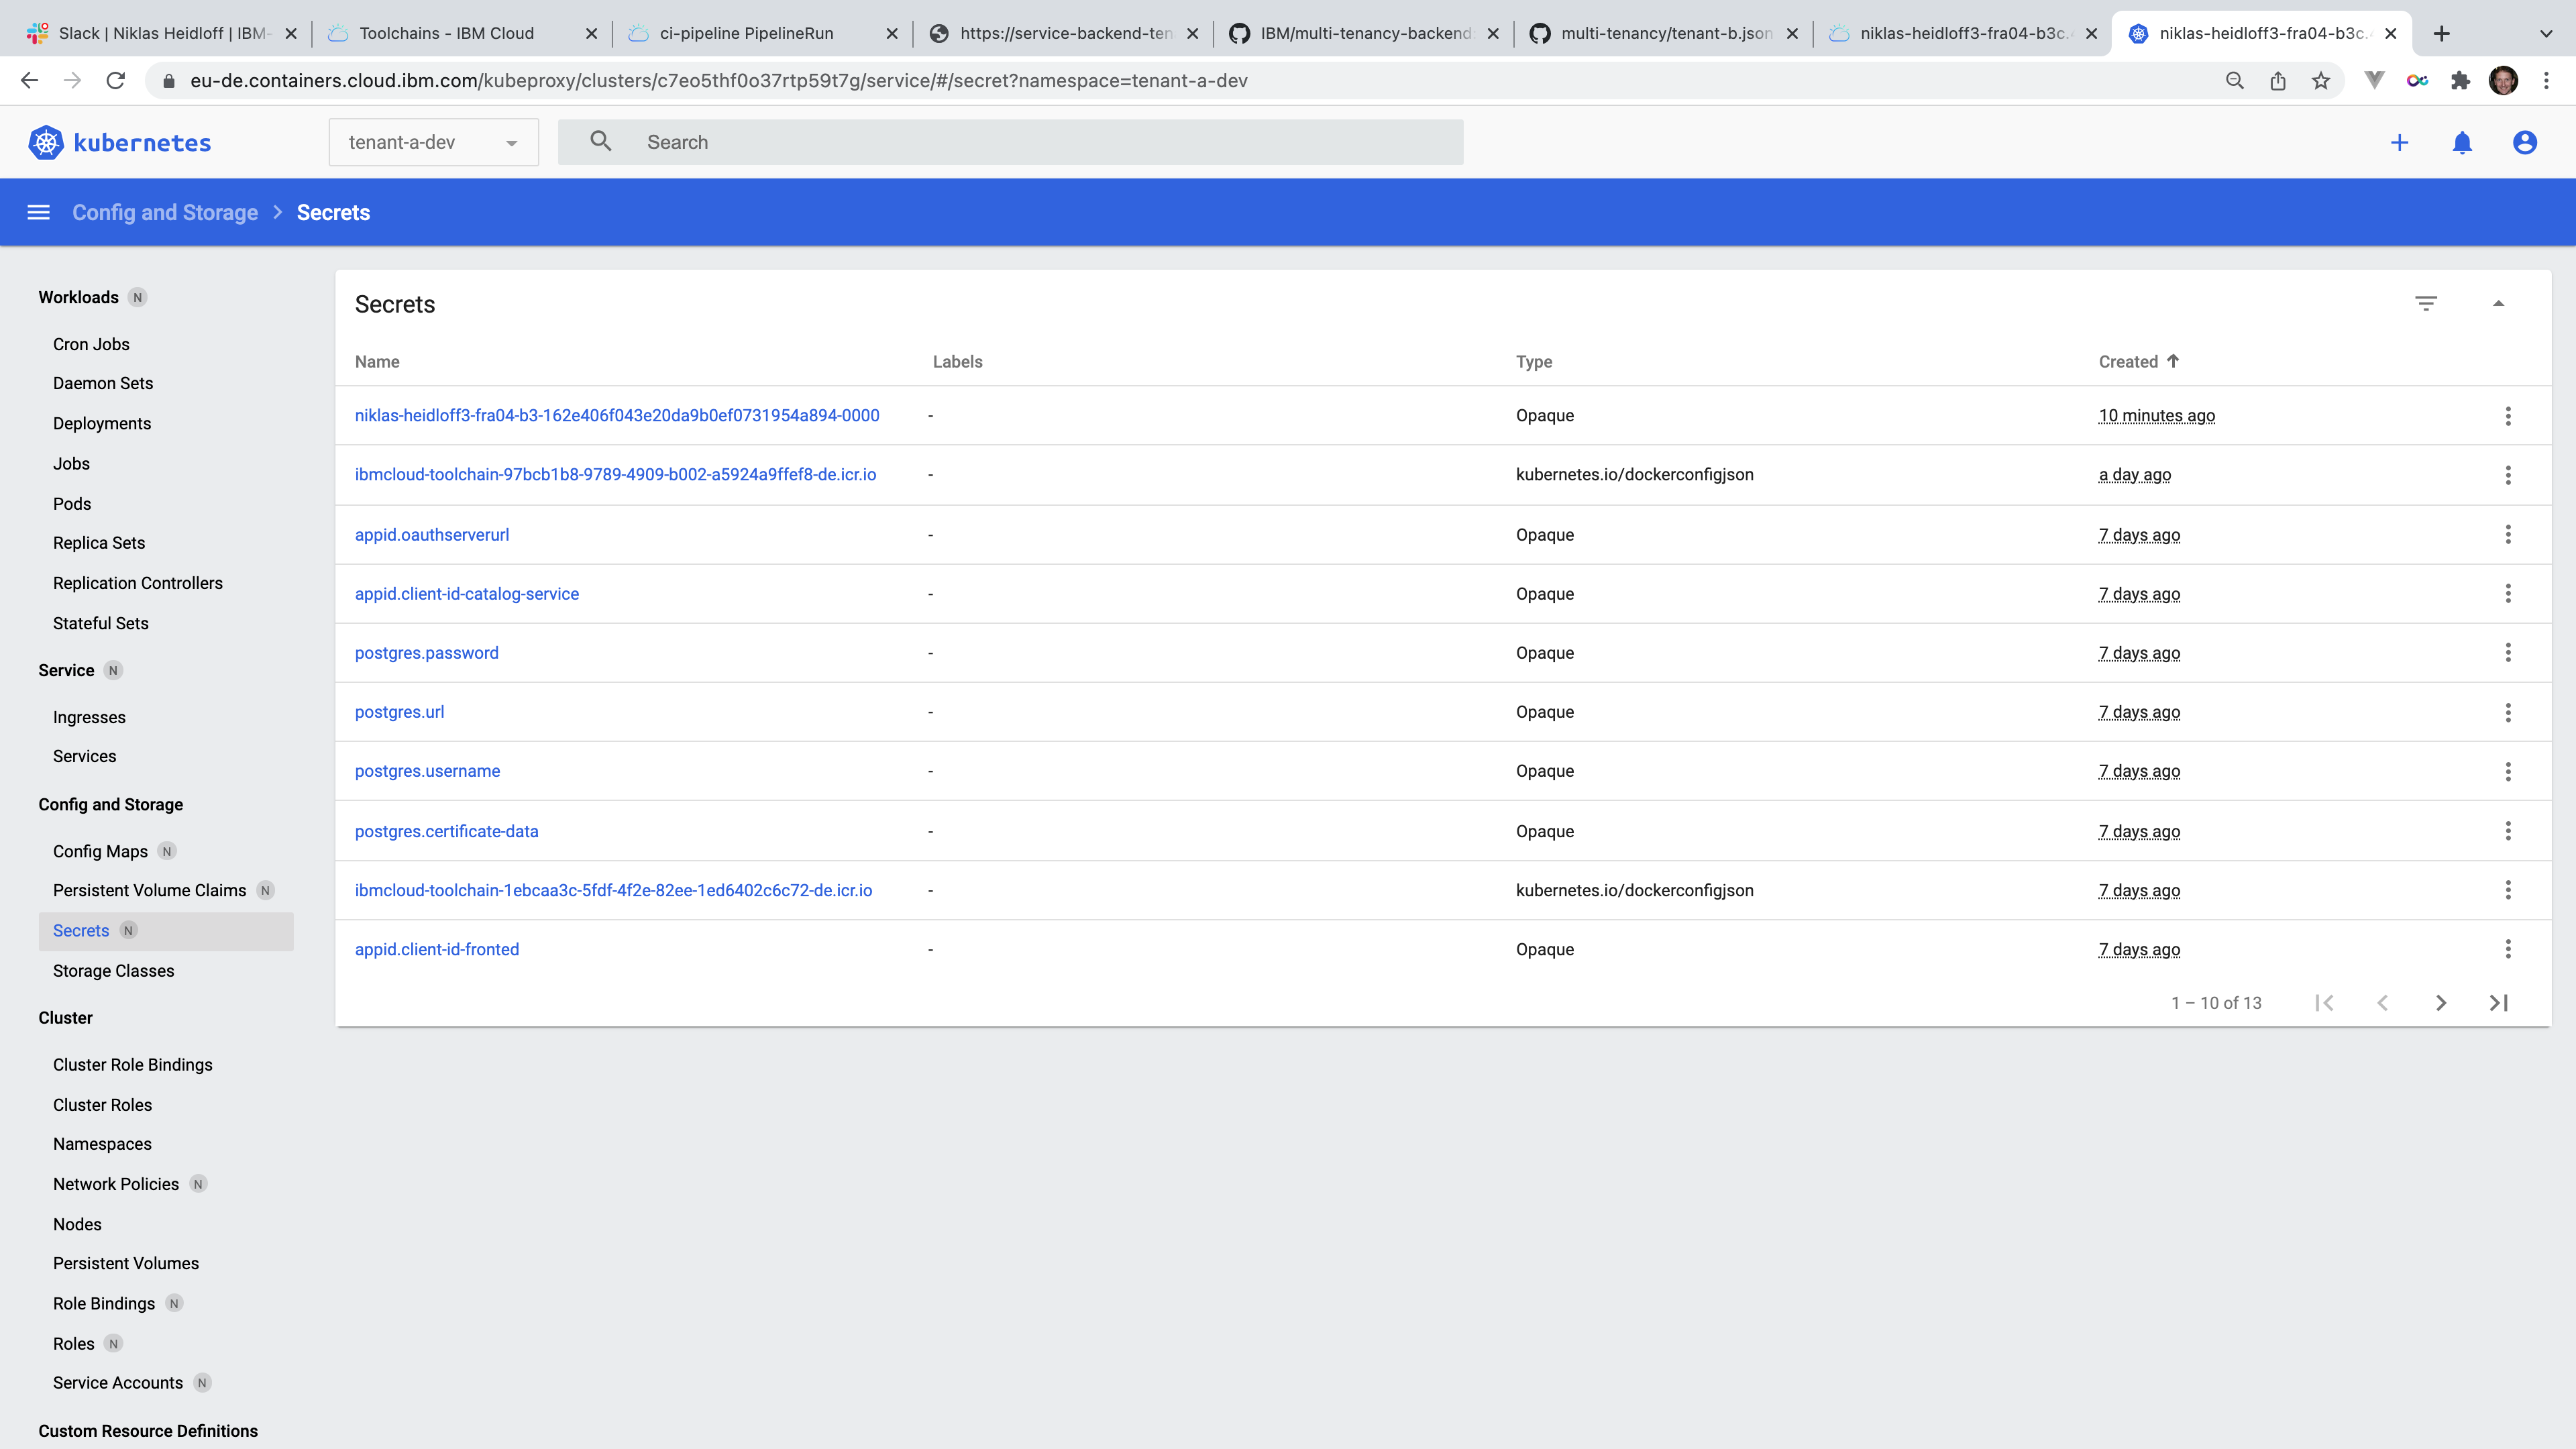 Slack | Niklas Heidloff | IBM-
Toolchains - IBM Cloud
ci-pipeline PipelineRun
https://service-backend-ten
IBM/multi-tenancy-backend
multi-tenancy/tenant-b.json
niklas-heidloff3-fra04-b3c.
niklas-heidloff3-fra04-b3c.
eu-de.containers.cloud.ibm.com/kubeproxy/clusters/c7eo5thf0o37rtp59t7g/service/#/secret?namespace=tenant-a-dev
kubernetes
tenant-a-dev
Search
Config and Storage > Secrets
Workloads N
Cron Jobs
Daemon Sets
Deployments
Jobs
Pods
Replica Sets
Replication Controllers
Stateful Sets
Service N
Ingresses
Services
Config and Storage
Config Maps N
Persistent Volume Claims N
Secrets N
Storage Classes
Cluster
Cluster Role Bindings
Cluster Roles
Namespaces
Network Policies N
Nodes
Persistent Volumes
Role Bindings N
Roles N
Service Accounts N
Custom Resource Definitions
Secrets
Name Labels Type Created
niklas-heidloff3-fra04-b3-162e406f043e20da9b0ef0731954a894-0000 - Opaque 10 minutes ago
ibmcloud-toolchain-97bcb1b8-9789-4909-b002-a5924a9ffef8-de.icr.io - kubernetes.io/dockerconfigjson a day ago
appid.oauthserverurl - Opaque 7 days ago
appid.client-id-catalog-service - Opaque 7 days ago
postgres.password - Opaque 7 days ago
postgres.url - Opaque 7 days ago
postgres.username - Opaque 7 days ago
postgres.certificate-data - Opaque 7 days ago
ibmcloud-toolchain-1ebcaa3c-5fdf-4f2e-82ee-1ed6402c6c72-de.icr.io - kubernetes.io/dockerconfigjson 7 days ago
appid.client-id-fronted - Opaque 7 days ago
1 – 10 of 13